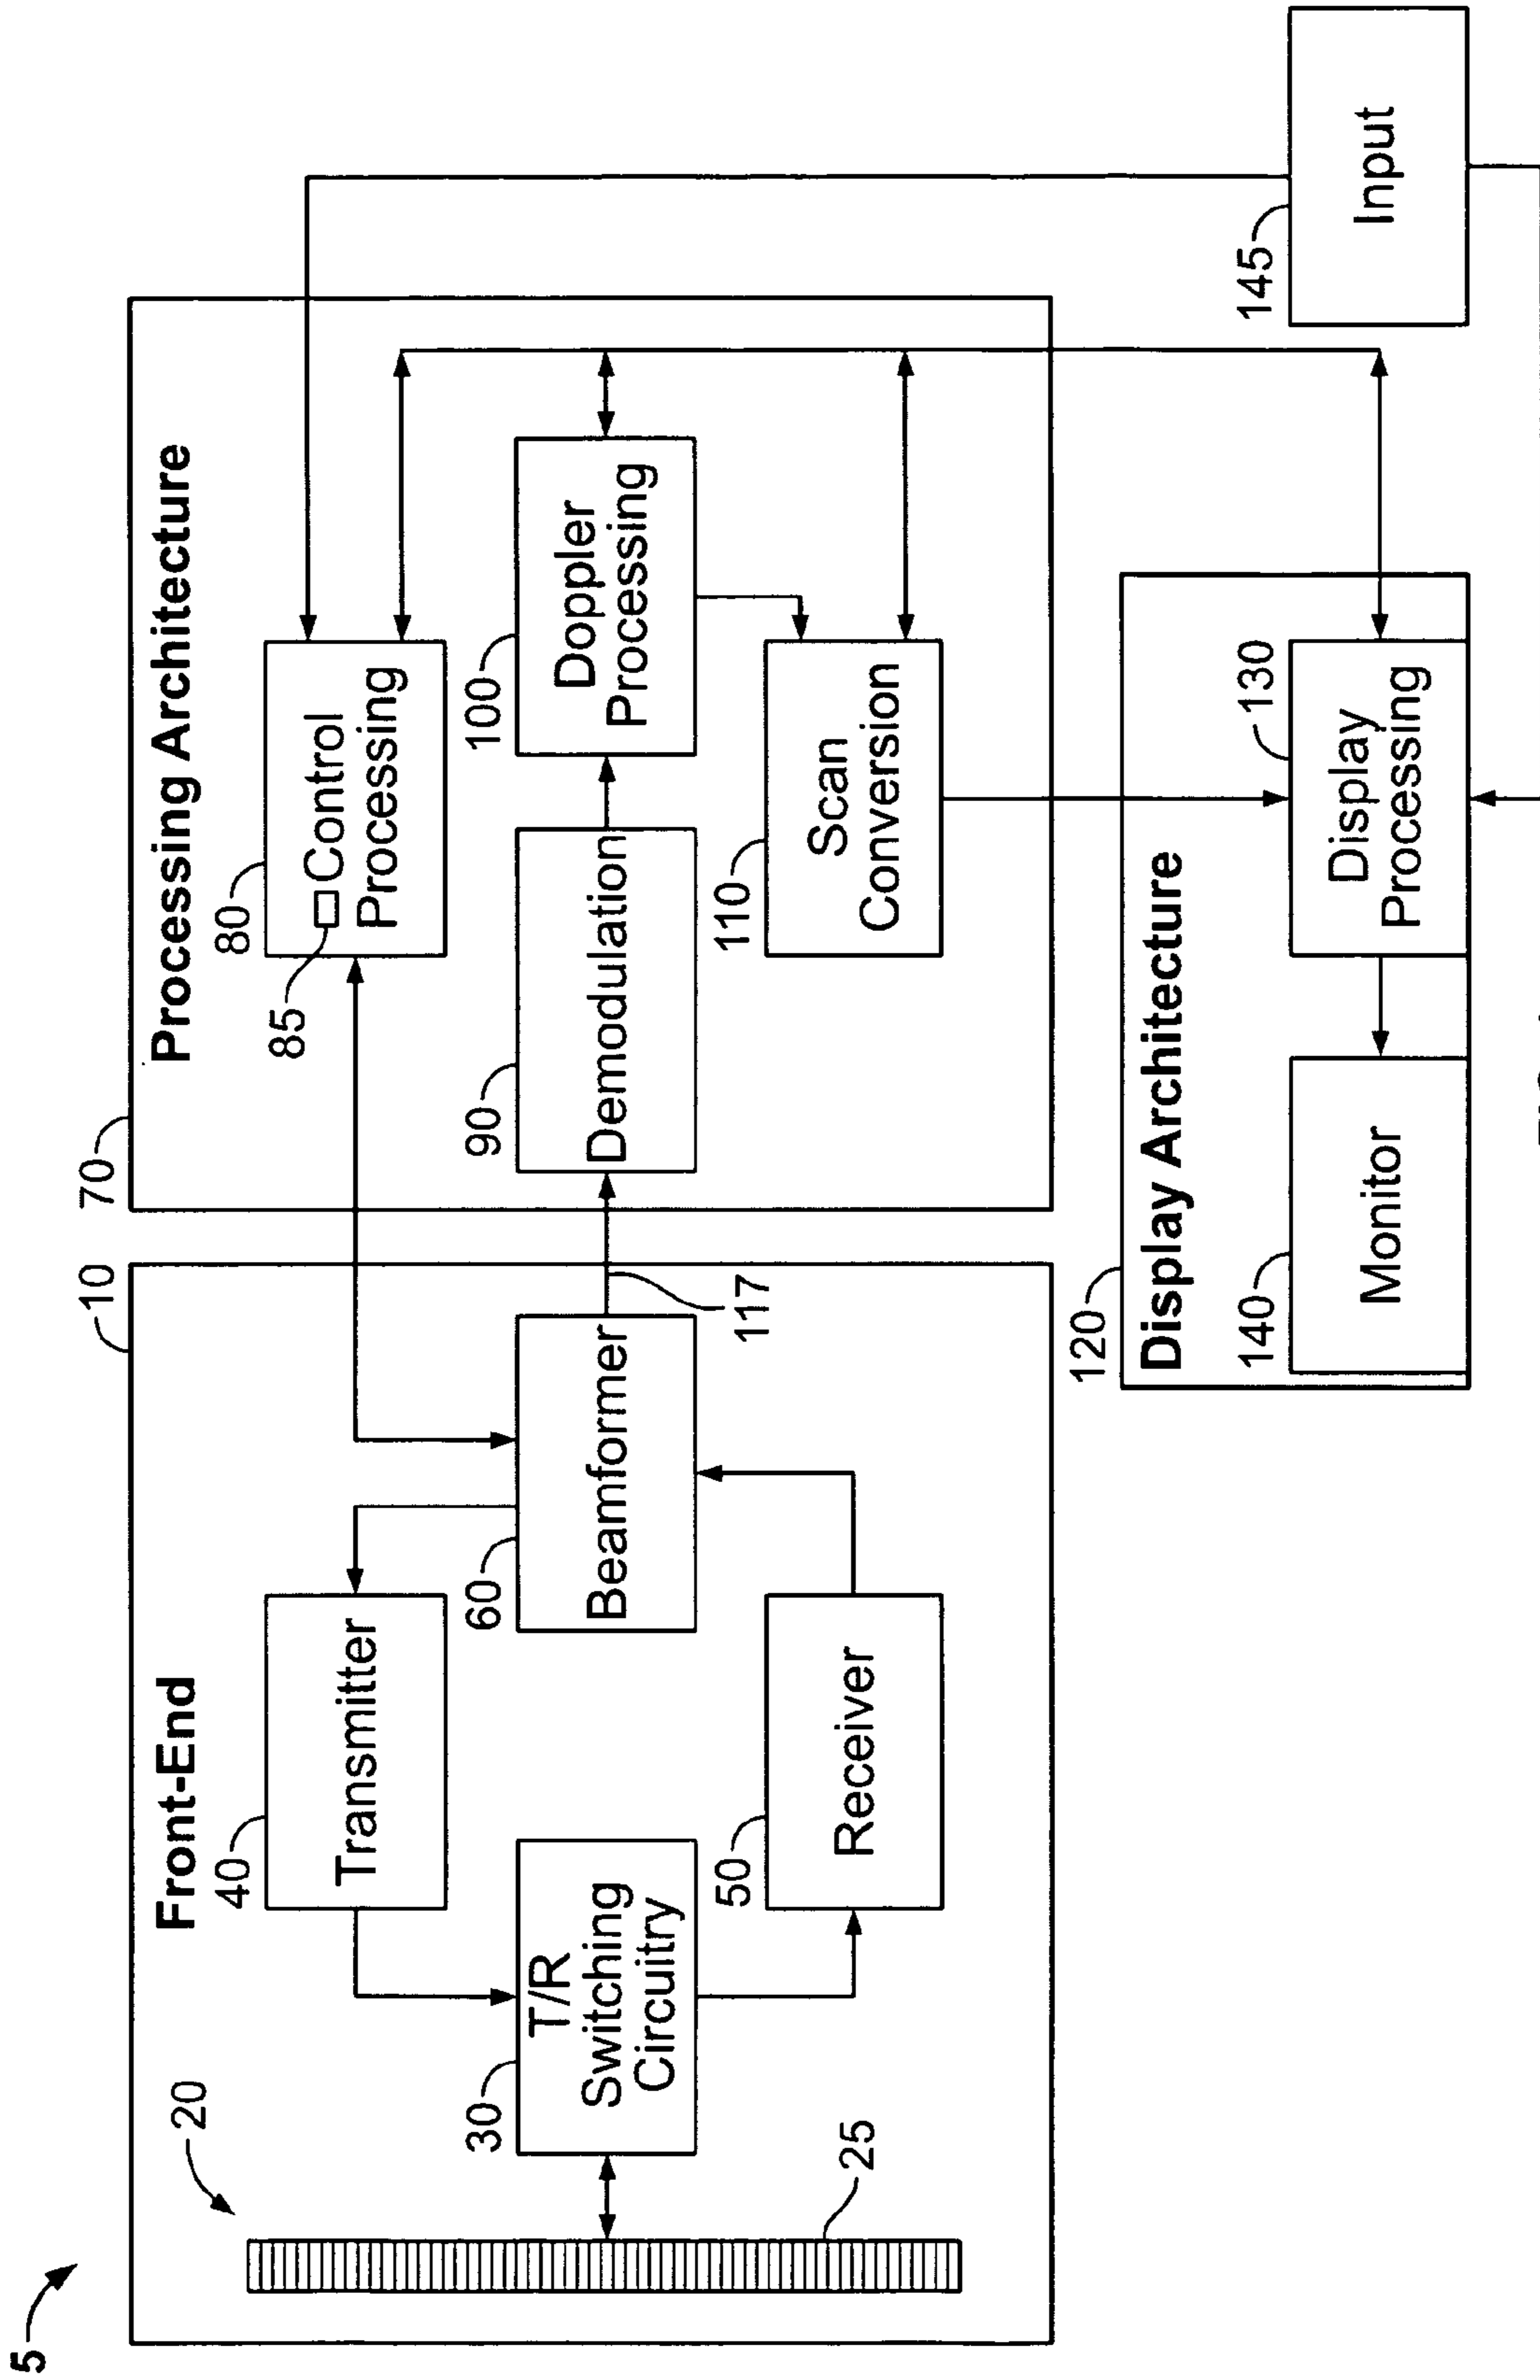 5
10
Front-End
20
25
30
T/R
Switching
Circuitry
40
Transmitter
50
Receiver
60
Beamformer
117
70
Processing Architecture
80
85
Control
Processing
90
Demodulation
100
Doppler
Processing
110
Scan
Conversion
120
Display Architecture
130
Display
Processing
140
Monitor
145
Input